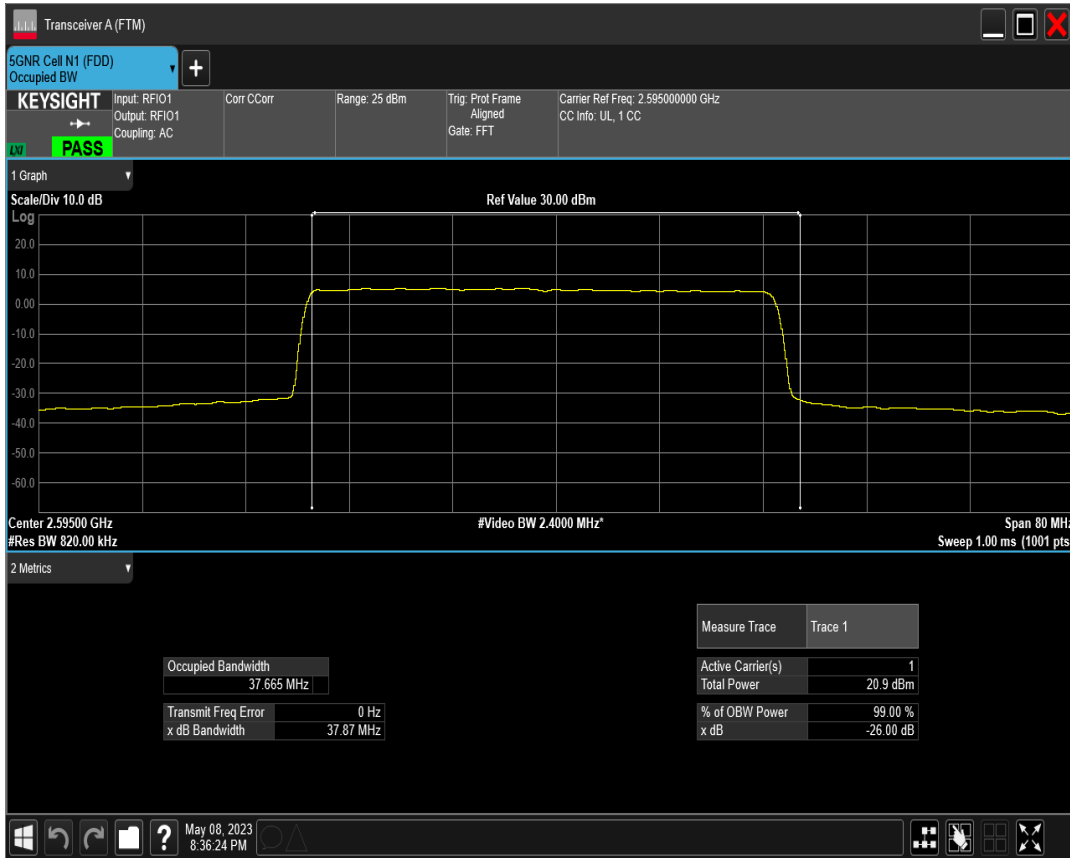 Transceiver A (FTM)
5GNR Cell N1 (FDD)
Occupied BW
+
KEYSIGHT
LXI
PASS
Input: RFIO1
Output: RFIO1
Coupling: AC
Corr CCorr
Range: 25 dBm
Trig: Prot Frame
Aligned
Gate: FFT
Carrier Ref Freq: 2.595000000 GHz
CC Info: UL, 1 CC
1 Graph
Scale/Div 10.0 dB
Ref Value 30.00 dBm
Log
20.0
10.0
0.00
-10.0
-20.0
-30.0
-40.0
-50.0
-60.0
Center 2.59500 GHz
#Video BW 2.4000 MHz*
Span 80 MHz
#Res BW 820.00 kHz
Sweep 1.00 ms (1001 pts
2 Metrics
Measure Trace Trace 1
Occupied Bandwidth
37.665 MHz
Active Carrier(s) 1
Total Power 20.9 dBm
Transmit Freq Error 0 Hz
x dB Bandwidth 37.87 MHz
% of OBW Power 99.00 %
x dB -26.00 dB
?
May 08, 2023
8:36:24 PM